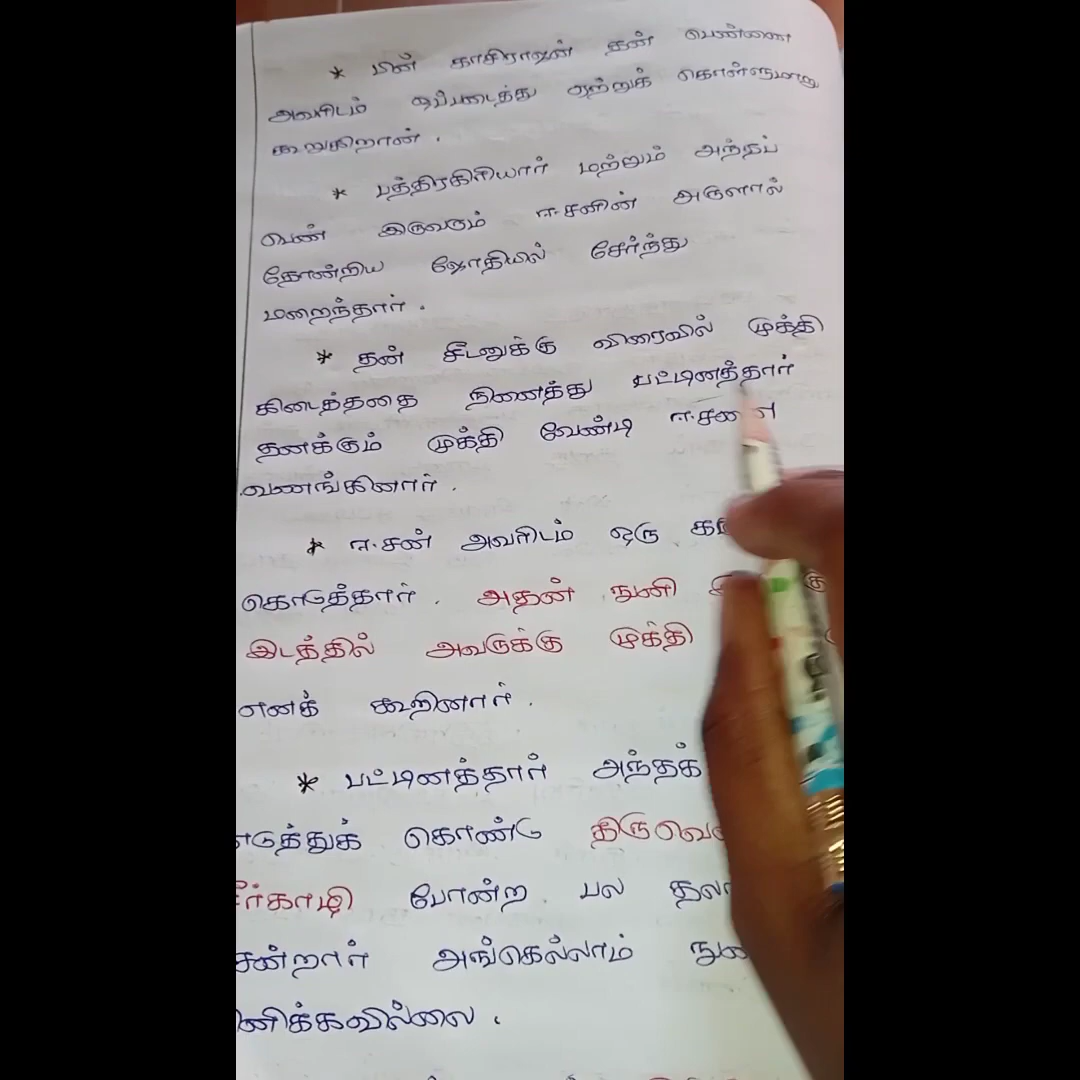 * பின் காசிராஜன் தன் பெண்ணை
அவரிடம் ஒப்படைத்து ஏற்றுக் கொள்ளுமாறு
கூறுகிறான்.
* பத்திரகிரியார் மற்றும் அந்தப்
பெண் இருவரும் ஈசனின் அருளால்
தோன்றிய ஜோதியில் சேர்ந்து
மறைந்தார்.
* தன் சீடனுக்கு விரைவில் முக்தி
கிடைத்ததை நினைத்து பட்டினத்தார்
தனக்கும் முக்தி வேண்டி ஈசனை
வணங்கினார்.
* ஈசன் அவரிடம் ஒரு
கொடுத்தார். அதன் நுனி
இடத்தில் அவருக்கு முக்தி
எனக் கூறினார்.
* பட்டினத்தார் அந்தக்
எடுத்துக் கொண்டு திருவெ
சீர்காழி போன்ற பல தல
சென்றார் அங்கெல்லாம் நு
னிக்கவில்லை.